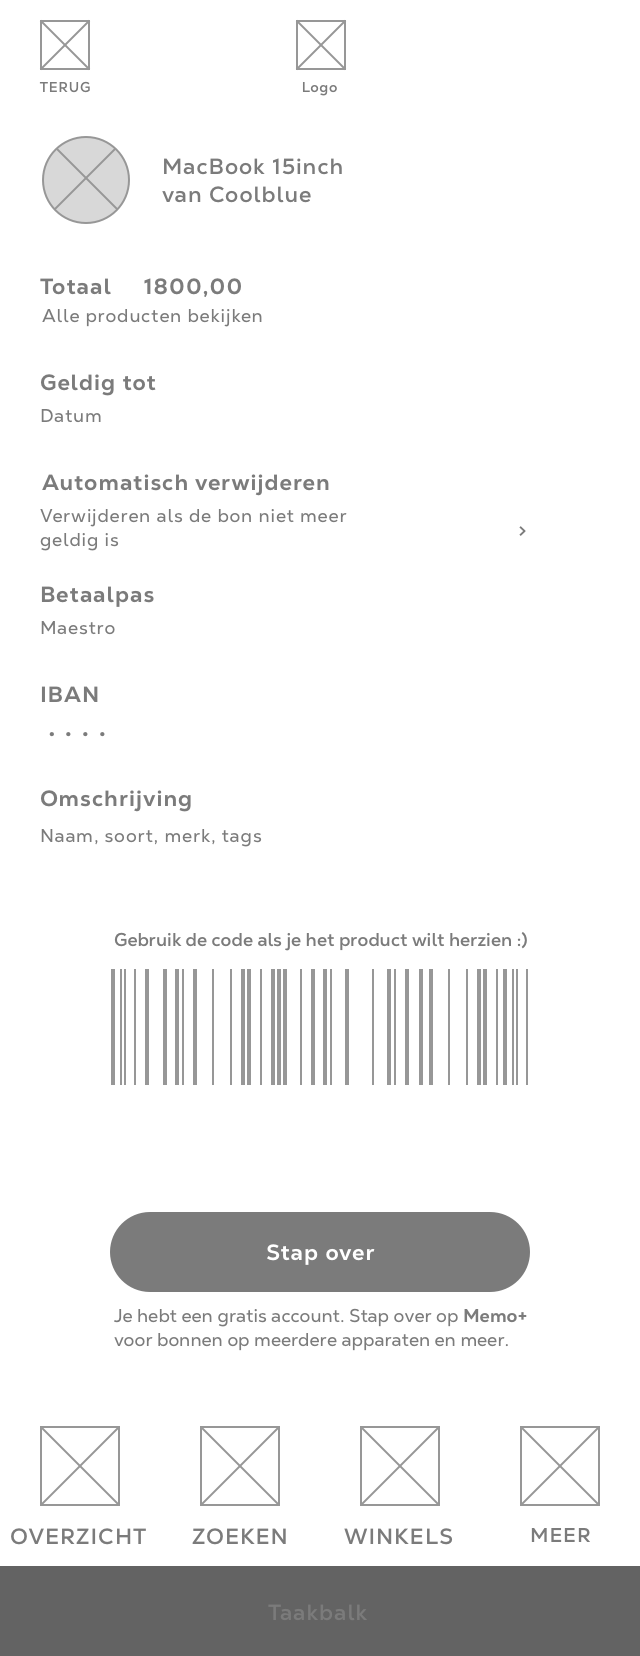 TERUG
Logo
MacBook 15inch
van Coolblue
Totaal 1800,00
Alle producten bekijken
Geldig tot
Datum
Automatisch verwijderen
Verwijderen als de bon niet meer
geldig is
Betaalpas
Maestro
IBAN
. . . .
Omschrijving
Naam, soort, merk, tags
Gebruik de code als je het product wilt herzien :)
Stap over
Je hebt een gratis account. Stap over op Memo+
voor bonnen op meerdere apparaten en meer.
OVERZICHT
ZOEKEN
WINKELS
MEER
Taakbalk